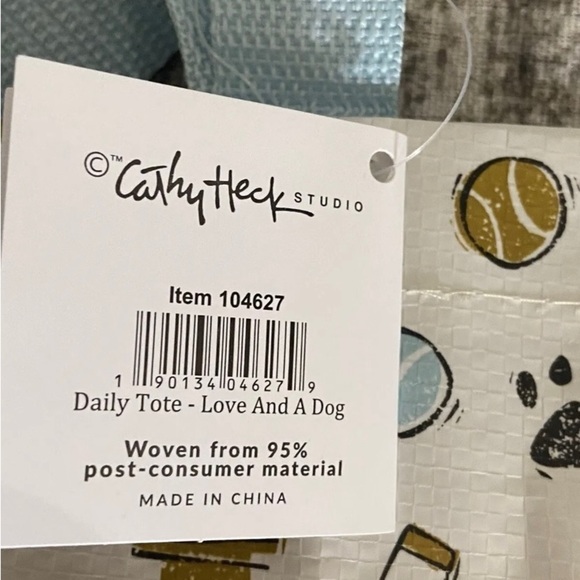 ©™ Cathy Heck STUDIO
Item 104627
1 90134 04627 9
Daily Tote - Love And A Dog
Woven from 95%
post-consumer material
MADE IN CHINA